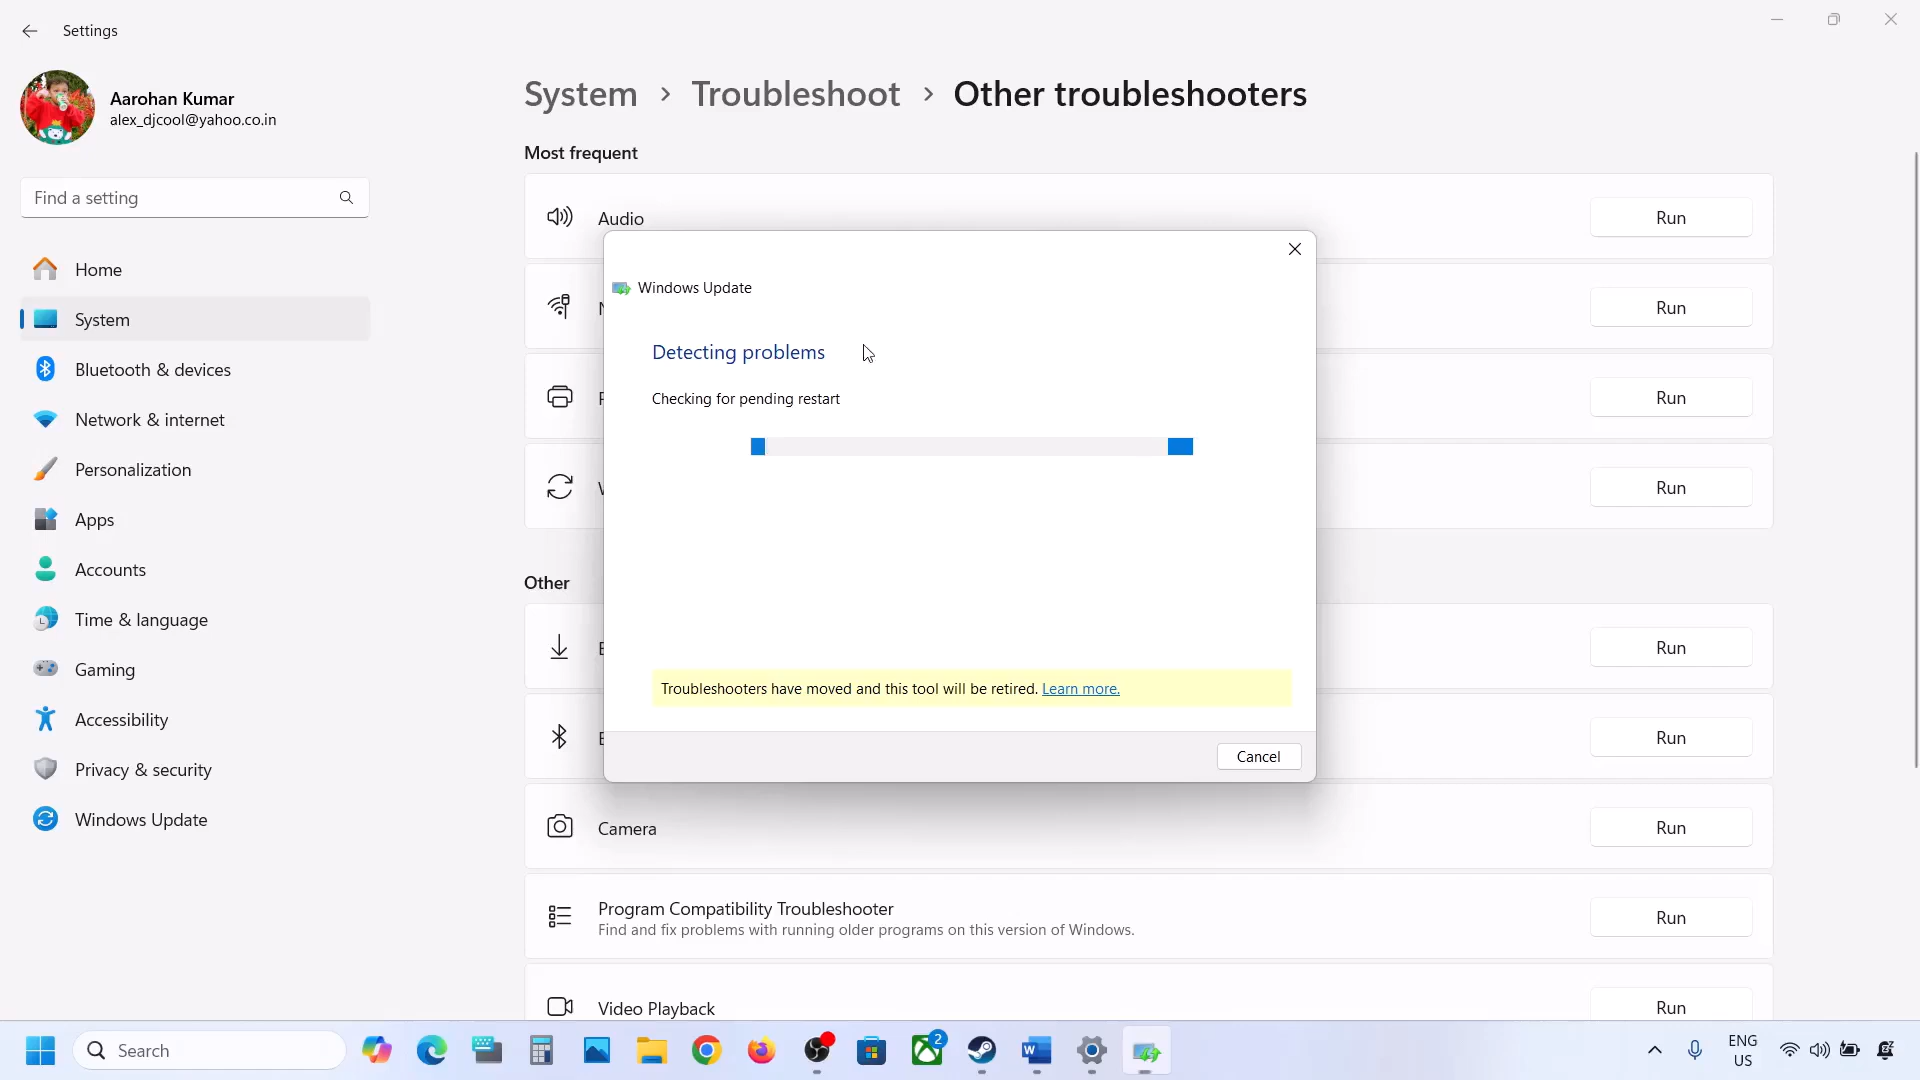 Settings
Aarohan Kumar
alex_djcool@yahoo.co.in
Find a setting
Home
System
Bluetooth & devices
Network & internet
Personalization
Apps
Accounts
Time & language
Gaming
Accessibility
Privacy & security
Windows Update
System > Troubleshoot > Other troubleshooters
Most frequent
Audio
Run
Run
Run
Run
Windows Update
Detecting problems
Checking for pending restart
Troubleshooters have moved and this tool will be retired. Learn more.
Cancel
Other
Run
Run
Camera
Run
Program Compatibility Troubleshooter
Find and fix problems with running older programs on this version of Windows.
Run
Video Playback
Run
Search
2
ENG
US